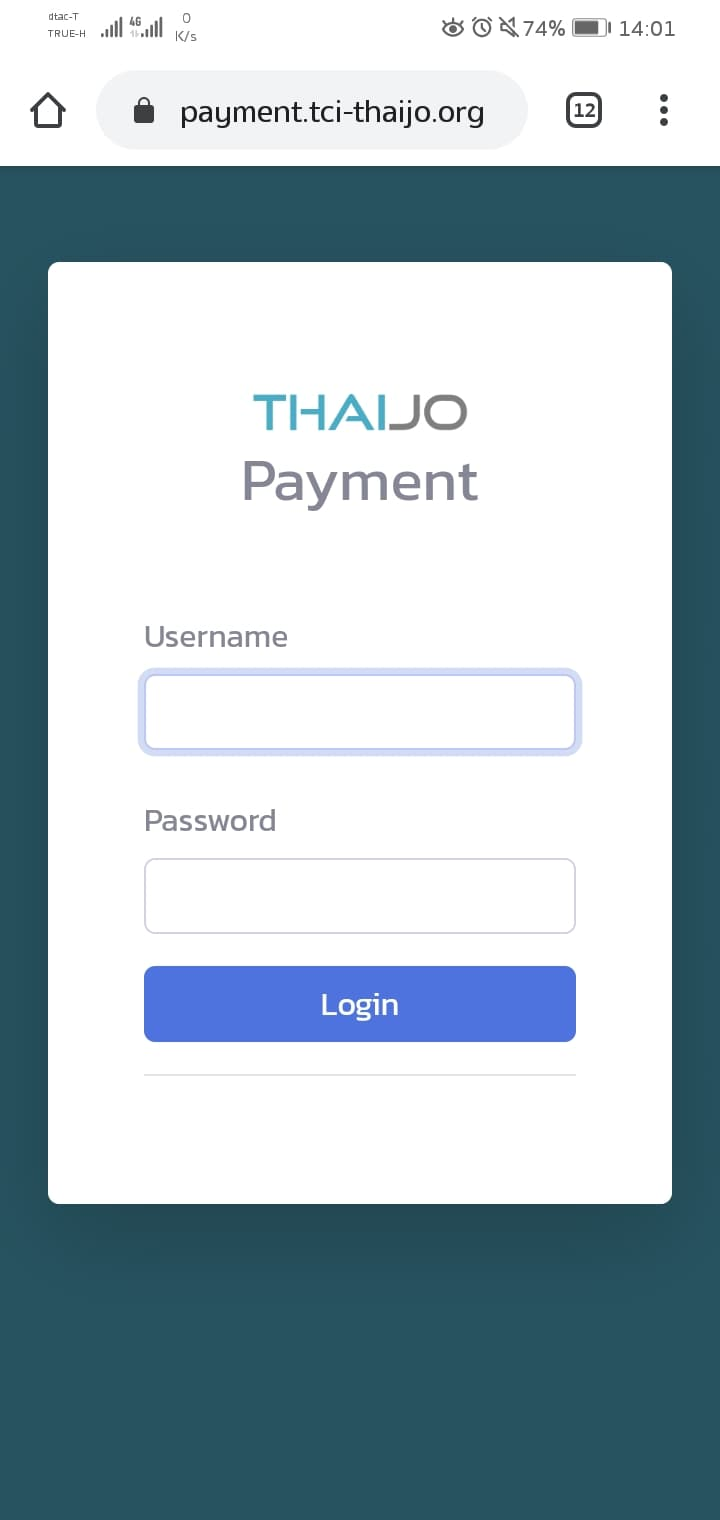 dtac-T
TRUE-H
4G
0
K/s
74%
14:01
payment.tci-thaijo.org
12
THAIJO
Payment
Username
Password
Login